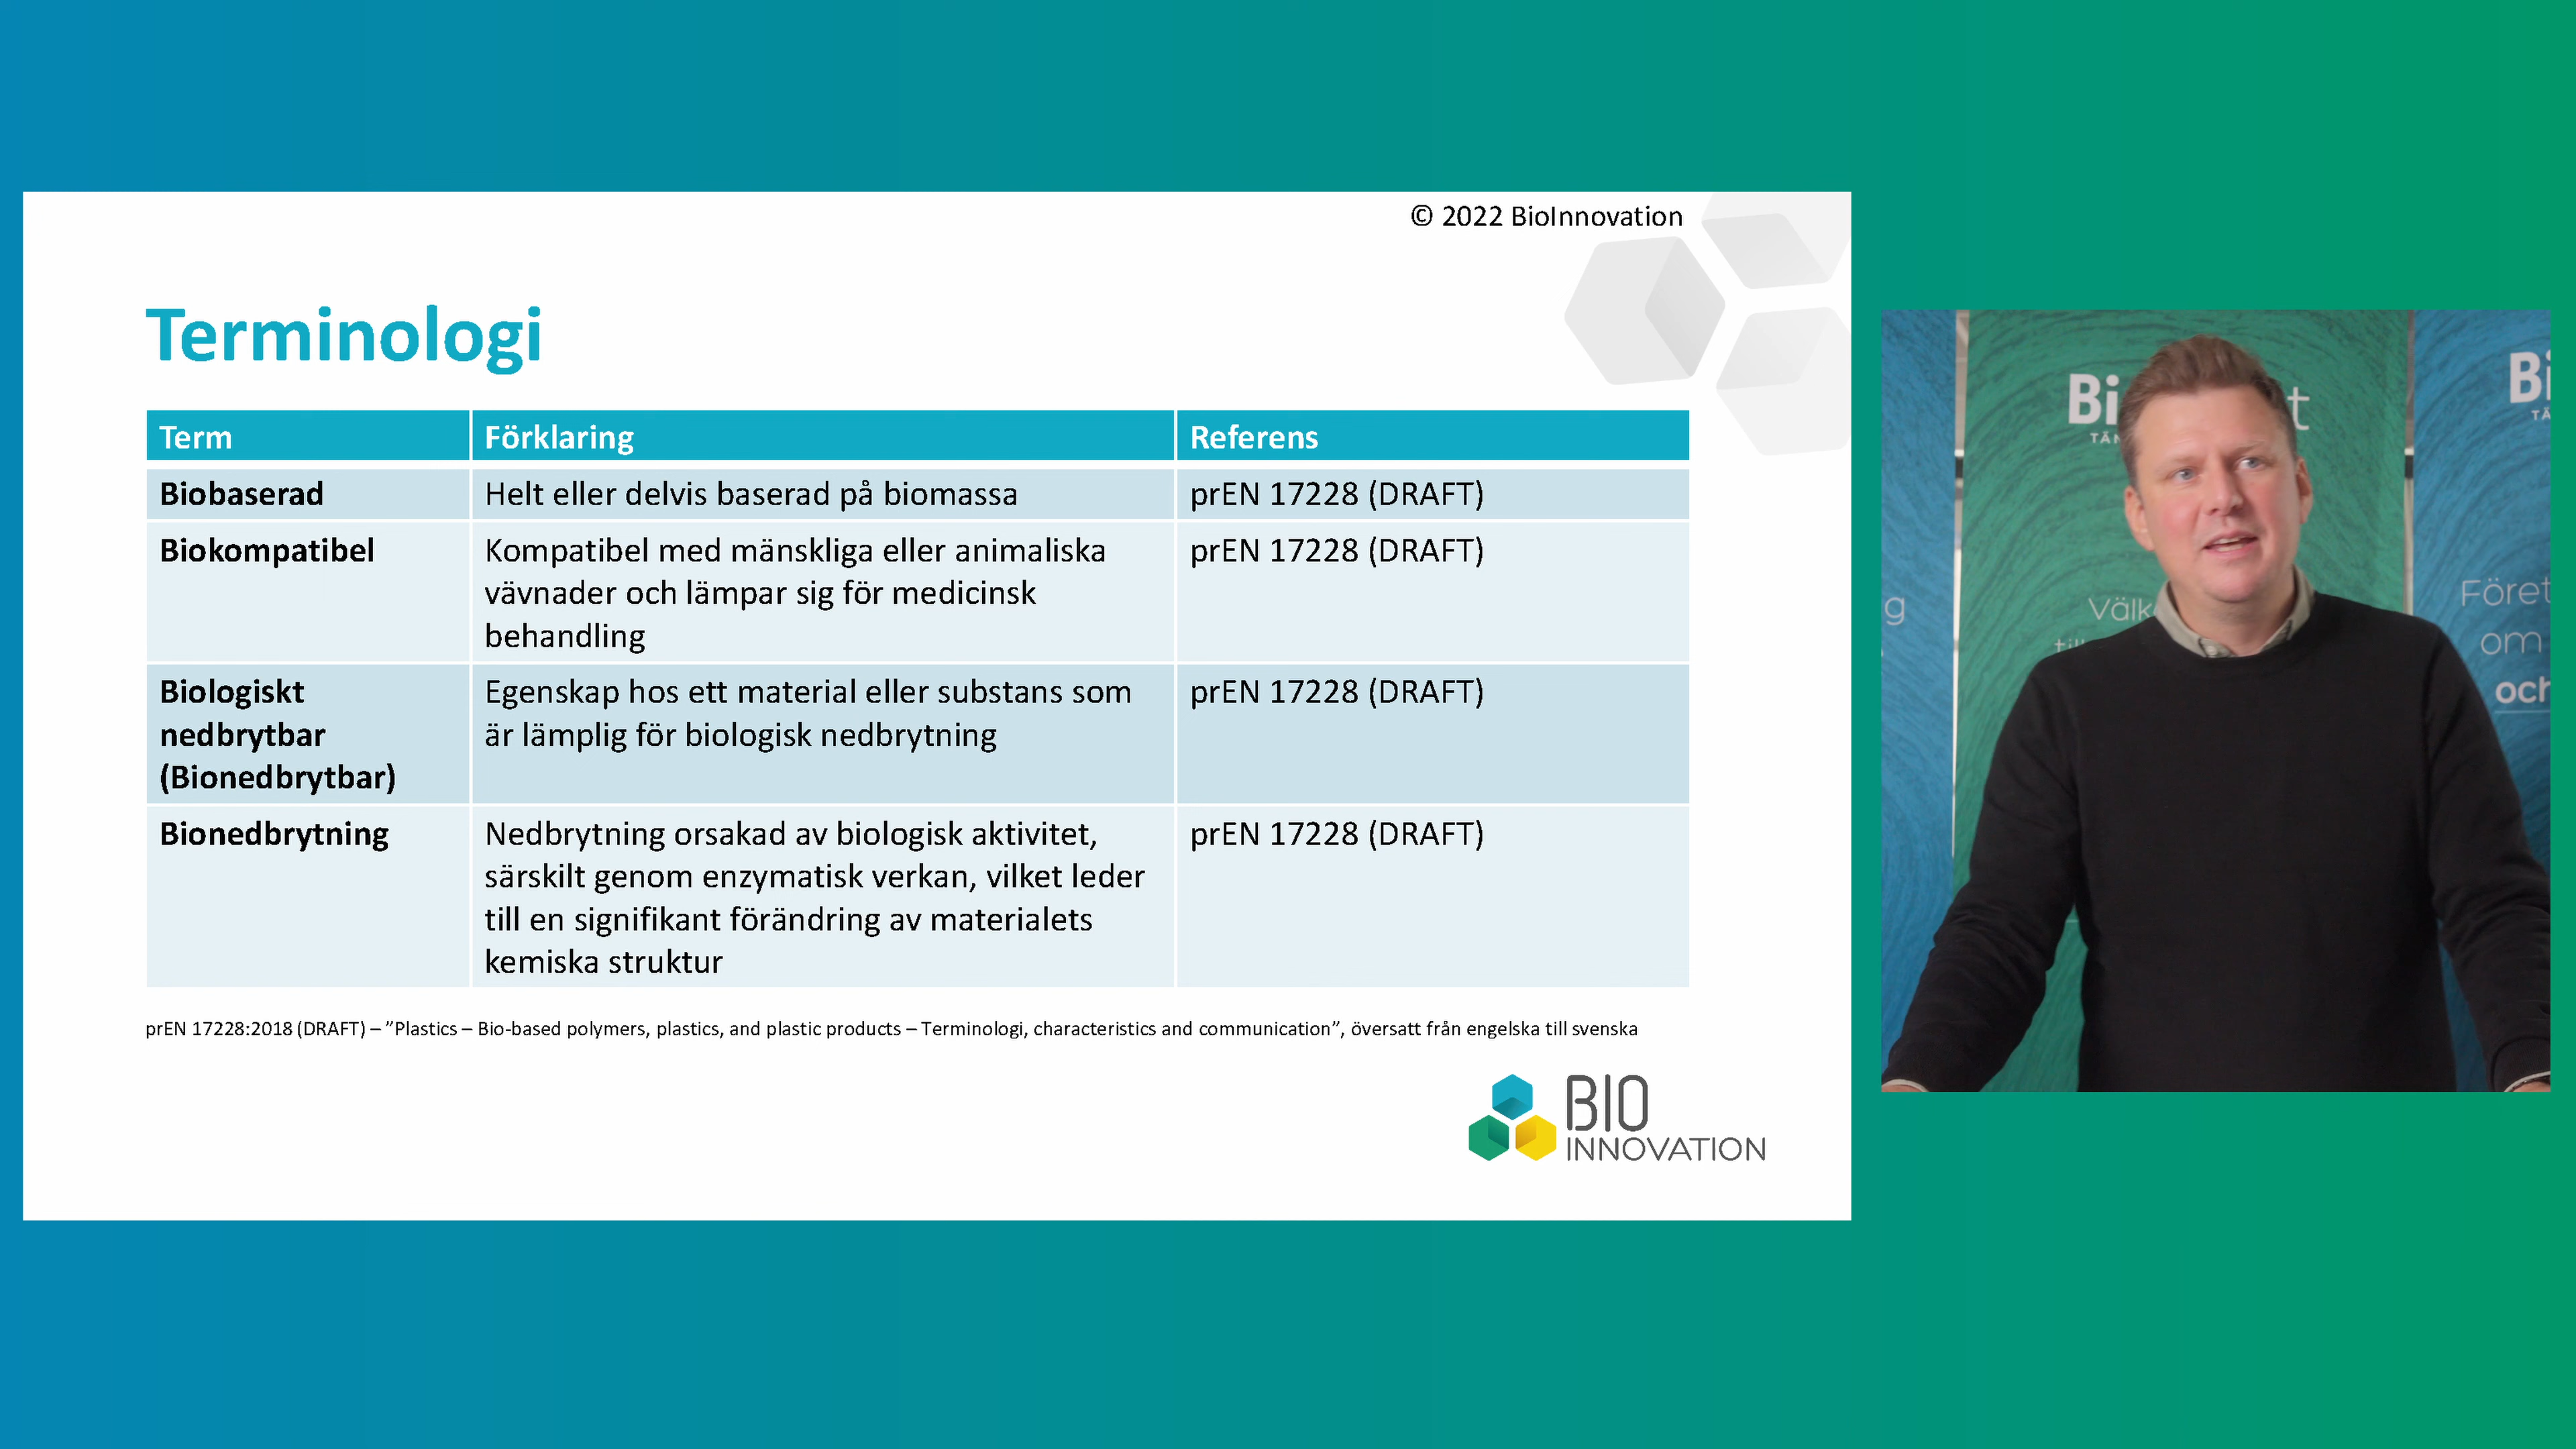 © 2022 BioInnovation
Terminologi
Term Förklaring Referens
Biobaserad Helt eller delvis baserad på biomassa prEN 17228 (DRAFT)
Biokompatibel Kompatibel med mänskliga eller animaliska prEN 17228 (DRAFT)
vävnader och lämpar sig för medicinsk
behandling
Biologiskt Egenskap hos ett material eller substans som prEN 17228 (DRAFT)
nedbrytbar är lämplig för biologisk nedbrytning
(Bionedbrytbar)
Bionedbrytning Nedbrytning orsakad av biologisk aktivitet, prEN 17228 (DRAFT)
särskilt genom enzymatisk verkan, vilket leder
till en signifikant förändring av materialets
kemiska struktur
prEN 17228:2018 (DRAFT) – ”Plastics – Bio-based polymers, plastics, and plastic products – Terminologi, characteristics and communication”, översatt från engelska till svenska
BIO
INNOVATION
om
och